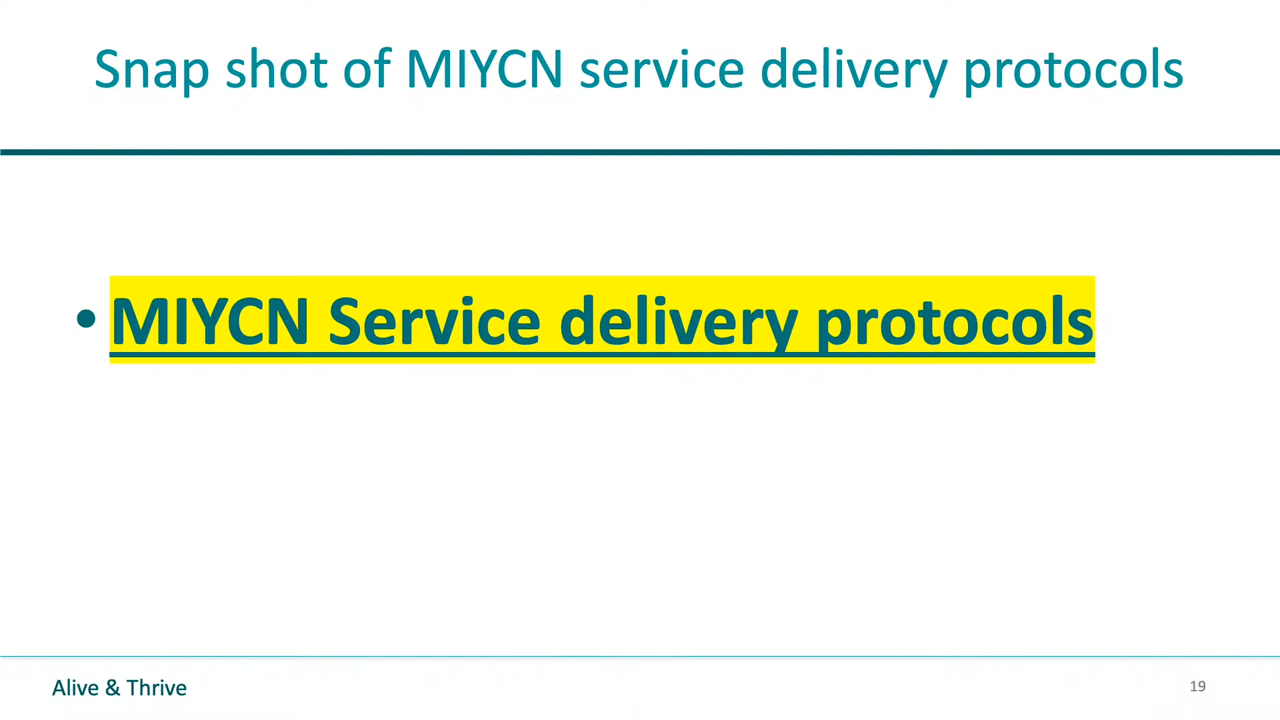 Snap shot of MIYCN service delivery protocols
• MIYCN Service delivery protocols
Alive & Thrive
19